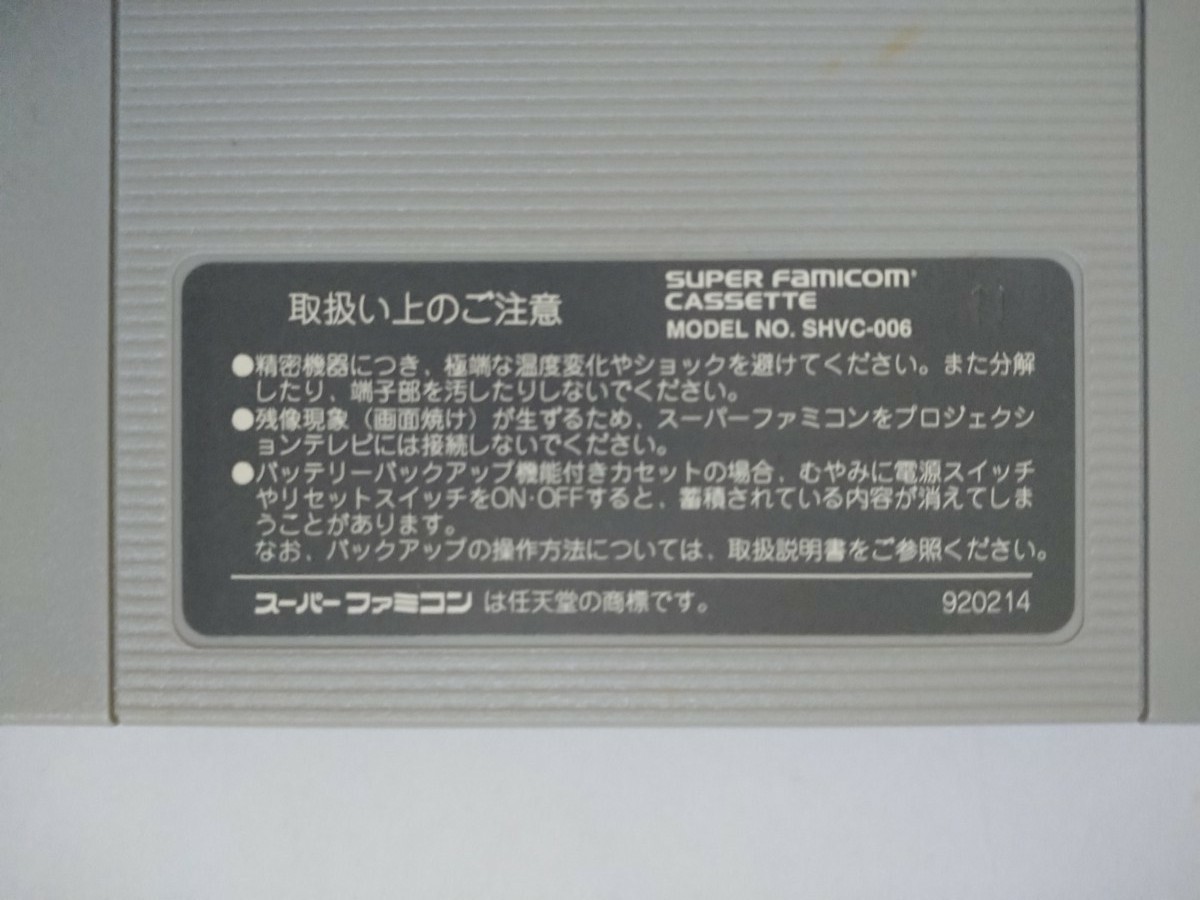 取扱い上のご注意
SUPER FAMICOM
CASSETTE
MODEL NO. SHVC-006
11
●精密機器につき、極端な温度変化やショックを避けてください。また分解
したり、端子部を汚したりしないでください。
●残像現象（画面焼け）が生ずるため、スーパーファミコンをプロジェクシ
ョンテレビには接続しないでください。
●バッテリーバックアップ機能付きカセットの場合、むやみに電源スイッチ
やリセットスイッチをON·OFFすると、蓄積されている内容が消えてしま
うことがあります。
なお、バックアップの操作方法については、取扱説明書をご参照ください。
スーパーファミコン は任天堂の商標です。
920214